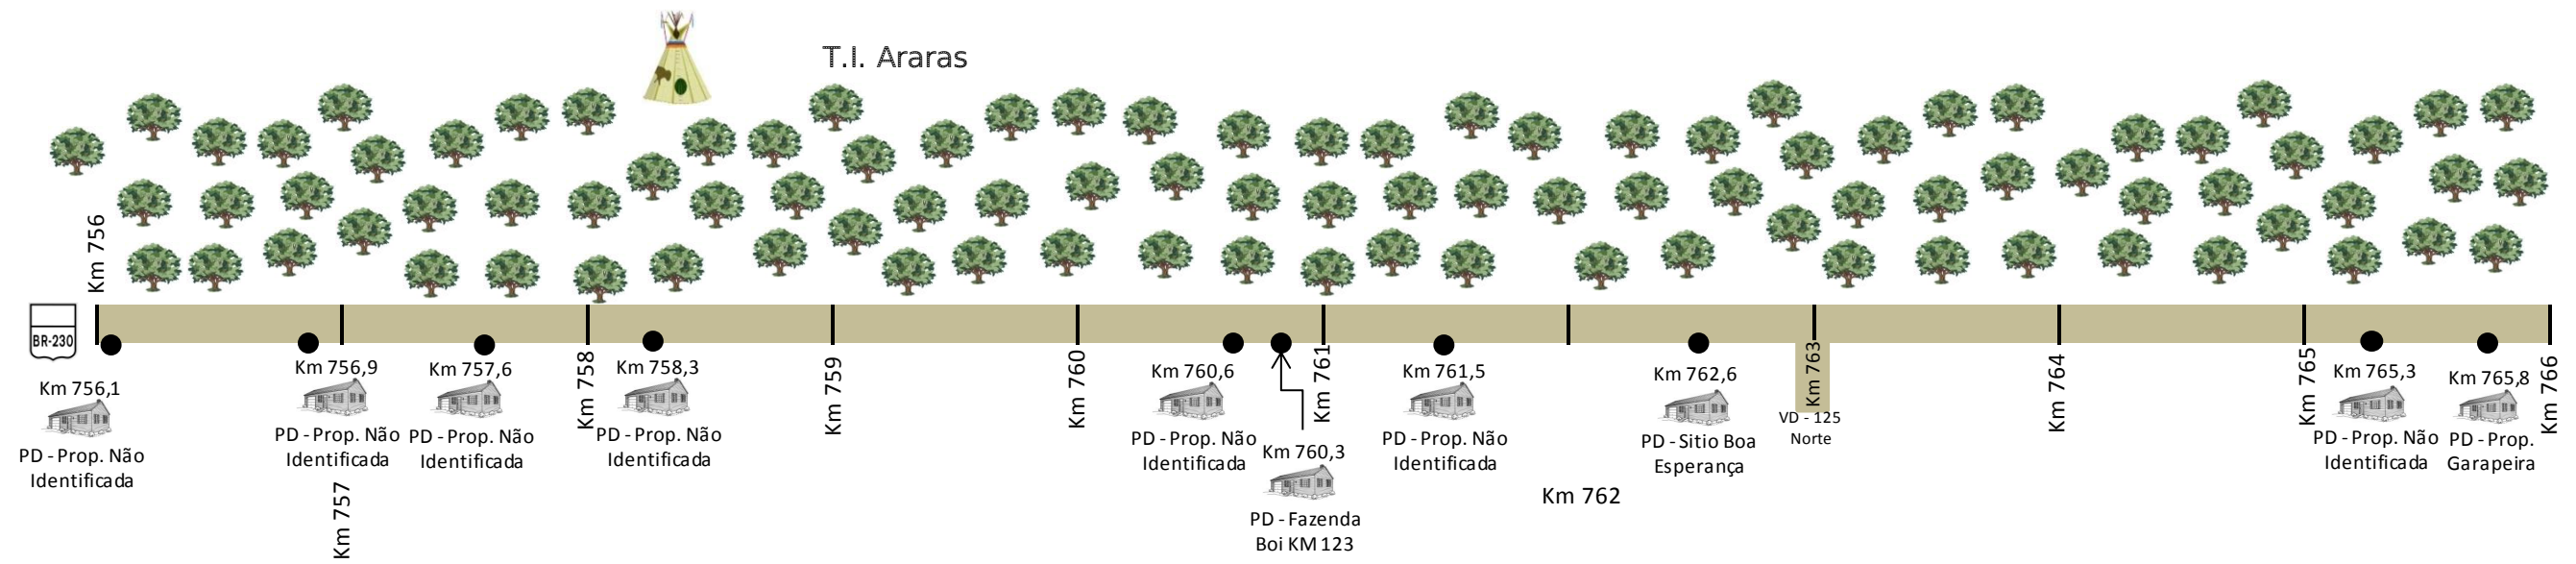 T.I. Araras
Km 756
BR-230
Km 756,1
PD - Prop. Não
Identificada
Km 756,9
PD - Prop. Não
Identificada
Km 757
Km 757,6
PD - Prop. Não
Identificada
Km 758
Km 758,3
PD - Prop. Não
Identificada
Km 759
Km 760
Km 760,6
PD - Prop. Não
Identificada
Km 760,3
PD - Fazenda
Boi KM 123
Km 761
Km 761,5
PD - Prop. Não
Identificada
Km 762
Km 762,6
PD - Sitio Boa
Esperança
Km 763
VD - 125
Norte
Km 764
Km 765
Km 765,3
PD - Prop. Não
Identificada
Km 765,8
PD - Prop.
Garapeira
Km 766